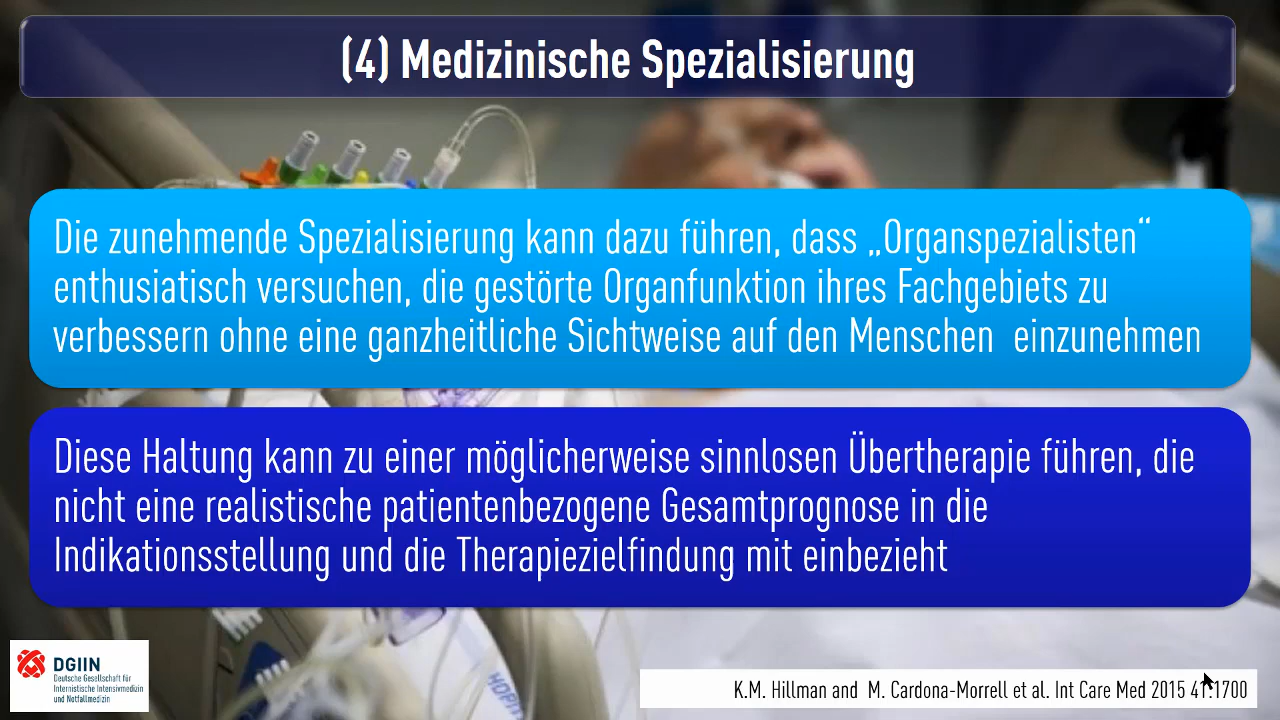 (4) Medizinische Spezialisierung
Die zunehmende Spezialisierung kann dazu führen, dass „Organspezialisten“
enthusiatisch versuchen, die gestörte Organfunktion ihres Fachgebiets zu
verbessern ohne eine ganzheitliche Sichtweise auf den Menschen einzunehmen
Diese Haltung kann zu einer möglicherweise sinnlosen Übertherapie führen, die
nicht eine realistische patientenbezogene Gesamtprognose in die
Indikationsstellung und die Therapiezielfindung mit einbezieht
DGIIN
Deutsche Gesellschaft für
Internistische Intensivmedizin
und Notfallmedizin
K.M. Hillman and M. Cardona-Morrell et al. Int Care Med 2015 41:1700